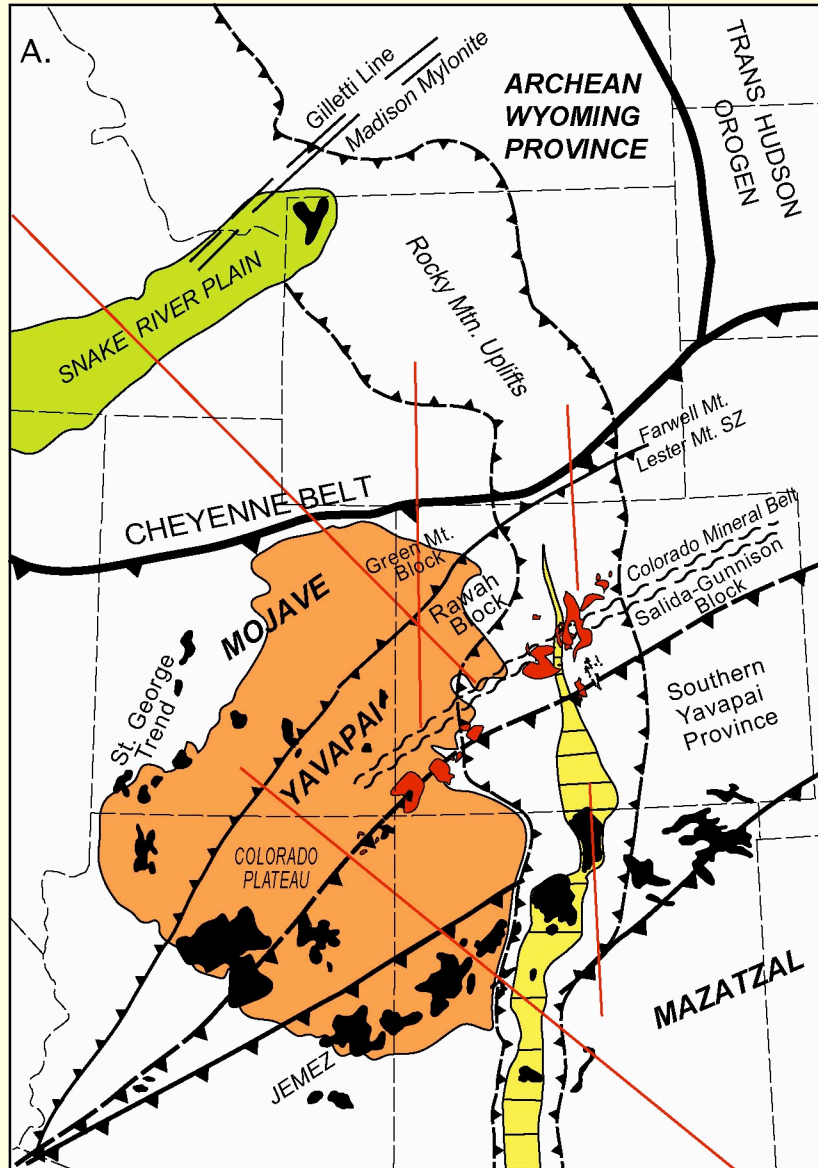 A.
Gilletti Line
Madison Mylonite
ARCHEAN
WYOMING
PROVINCE
TRANS HUDSON
OROGEN
SNAKE RIVER PLAIN
Rocky Mtn. Uplifts
Farwell Mt.
Lester Mt. SZ
CHEYENNE BELT
Green Mt.
Block
Rawah
Block
Colorado Mineral Belt
Salida-Gunnison
Block
MOJAVE
St. George
Trend
YAVAPAI
Southern
Yavapai
Province
COLORADO
PLATEAU
MAZATZAL
JEMEZ